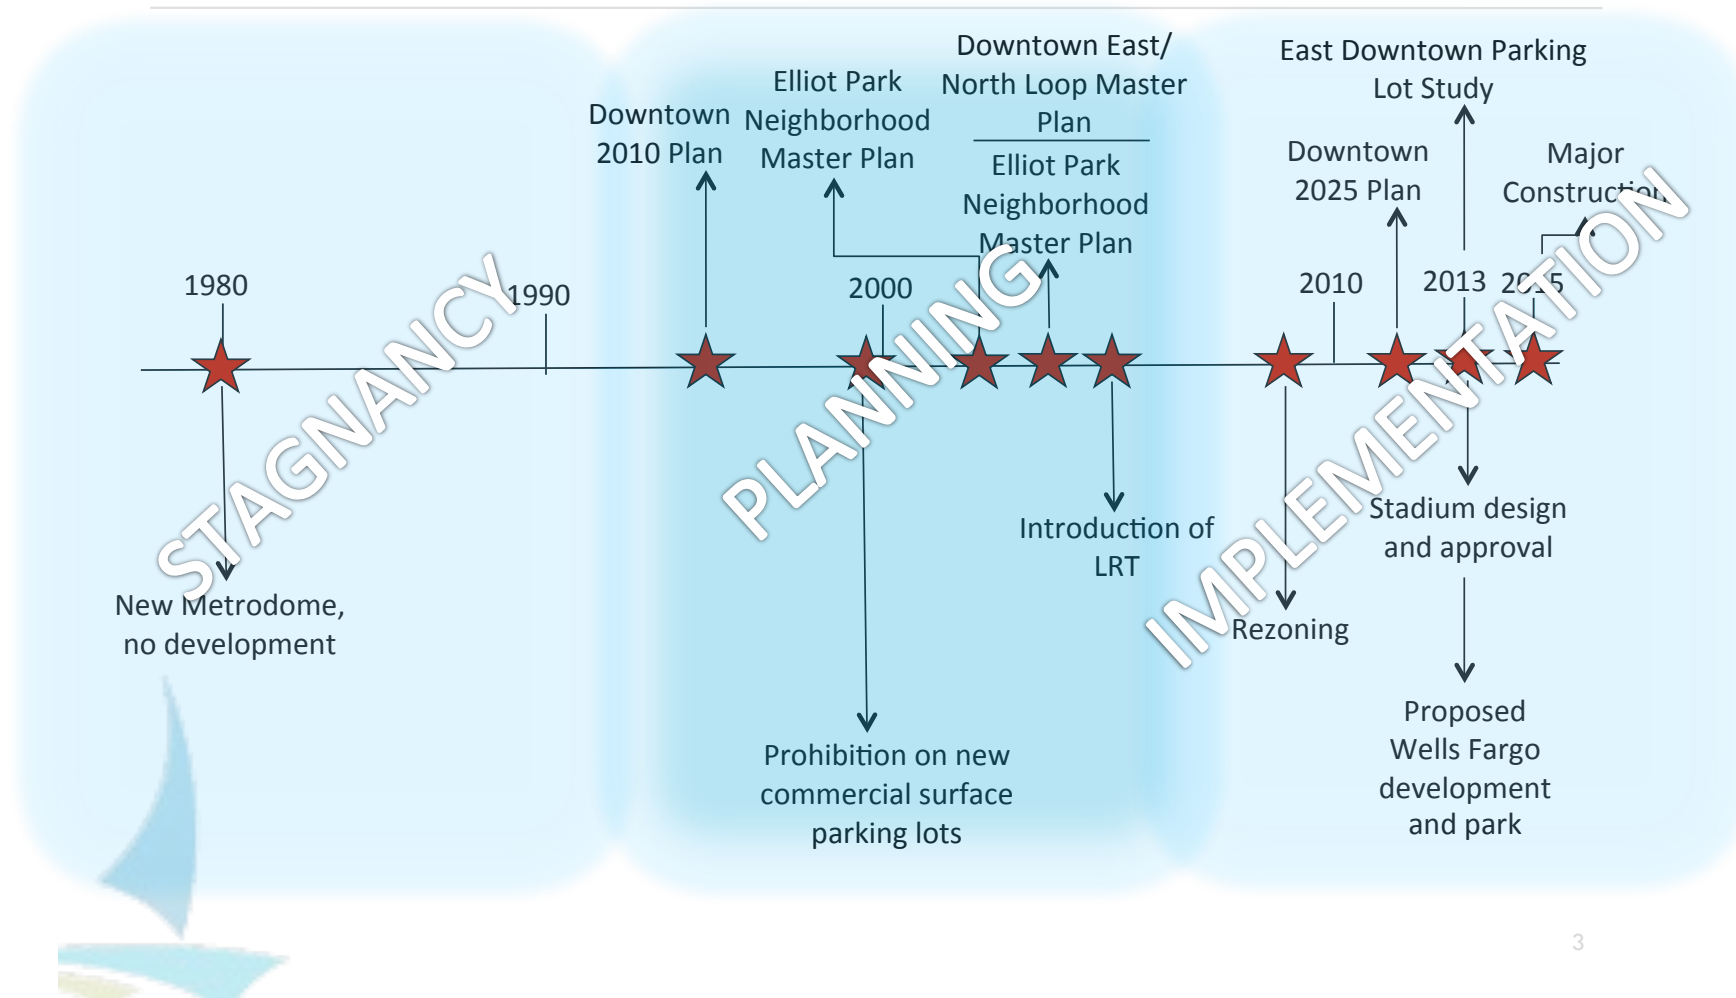 Downtown
2010 Plan
Elliot Park
Neighborhood
Master Plan
Downtown East/
North Loop Master
Plan
Elliot Park
Neighborhood
Master Plan
East Downtown Parking
Lot Study
Downtown
2025 Plan
Major
Construction
1980
1990
2000
2010
2013
2015
STAGNANCY
PLANNING
IMPLEMENTATION
New Metrodome,
no development
Prohibition on new
commercial surface
parking lots
Introduction of
LRT
Rezoning
Stadium design
and approval
Proposed
Wells Fargo
development
and park
3